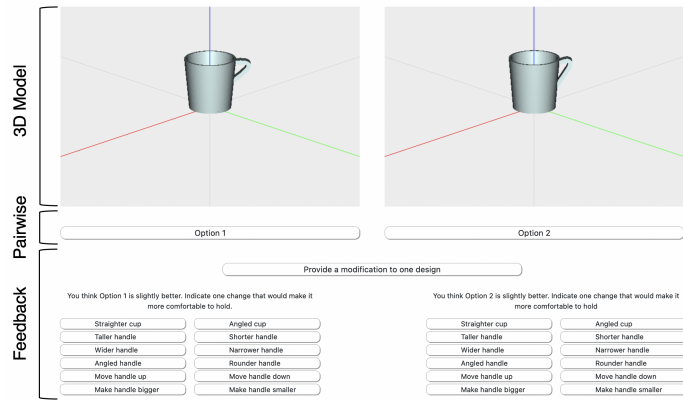 3D Model
Pairwise
Option 1
Option 2
Feedback
Provide a modification to one design
You think Option 1 is slightly better. Indicate one change that would make it
more comfortable to hold.
Straighter cup
Angled cup
Taller handle
Shorter handle
Wider handle
Narrower handle
Angled handle
Rounder handle
Move handle up
Move handle down
Make handle bigger
Make handle smaller
You think Option 2 is slightly better. Indicate one change that would make it
more comfortable to hold
Straighter cup
Angled cup
Taller handle
Shorter handle
Wider handle
Narrower handle
Angled handle
Rounder handle
Move handle up
Move handle down
Make handle bigger
Make handle smaller